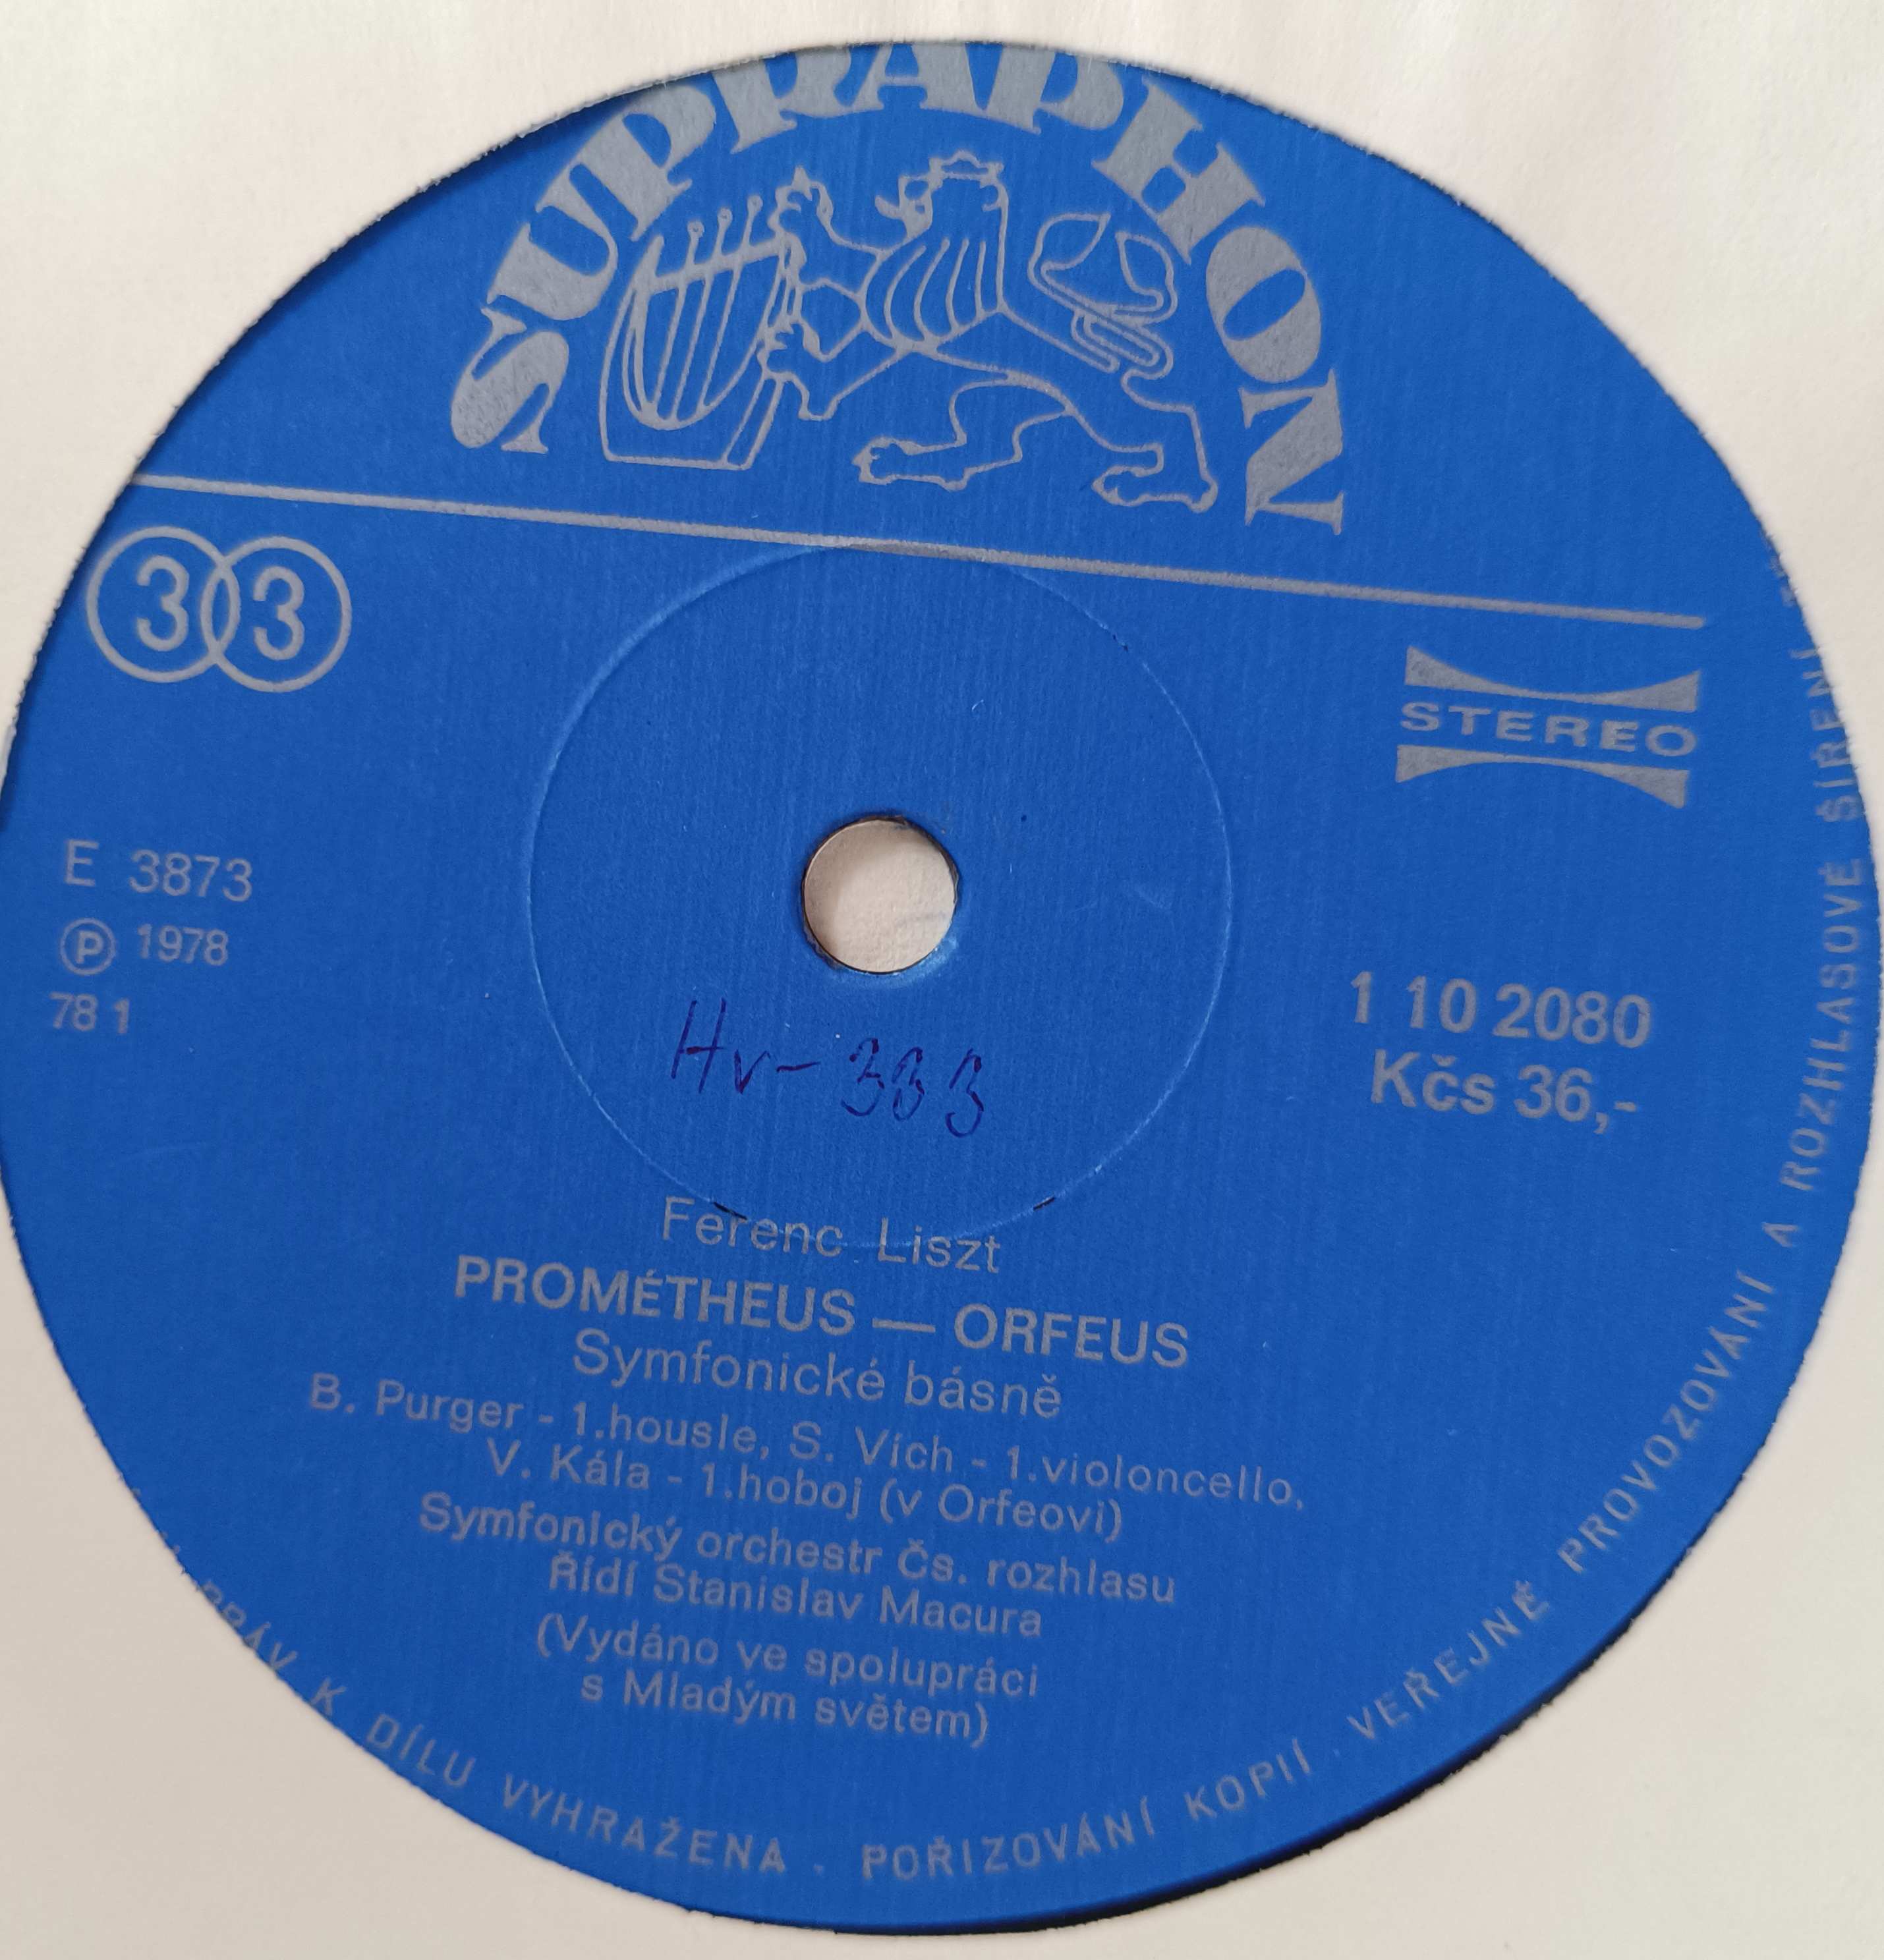 SUPRAPHON
33
STEREO
E 3873
Ⓟ 1978
78 1
1 10 2080
Kčs 36,-
Hv-333
Ferenc Liszt
PROMÉTHEUS — ORFEUS
Symfonické básně
B. Purger - 1.housle, S. Vích - 1.violoncello,
V. Kála - 1.hoboj (v Orfeovi)
Symfonický orchestr Čs. rozhlasu
Řídí Stanislav Macura
(Vydáno ve spolupráci
s Mladým světem)
PRÁV K DÍLU VYHRAŽENA . POŘIZOVÁNÍ KOPIÍ . VEŘEJNÉ PROVOZOVÁNÍ A ROZHLASOVÉ ŠÍŘENÍ